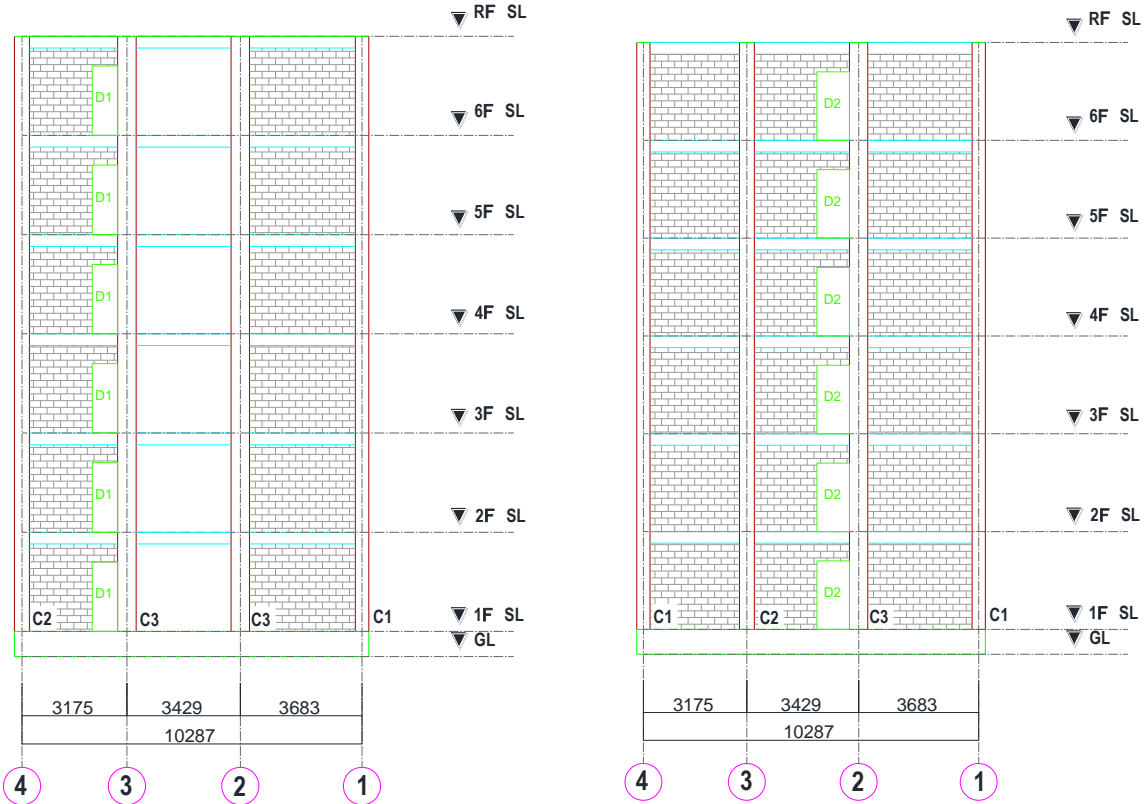 RF SL
D1
6F SL
D1
5F SL
D1
4F SL
D1
3F SL
D1
2F SL
D1
C2 C3 C3 C1
1F SL
GL
3175 3429 3683
10287
4 3 2 1
RF SL
D2
6F SL
D2
5F SL
D2
4F SL
D2
3F SL
D2
2F SL
D2
C1 C2 C3 C1
1F SL
GL
3175 3429 3683
10287
4 3 2 1